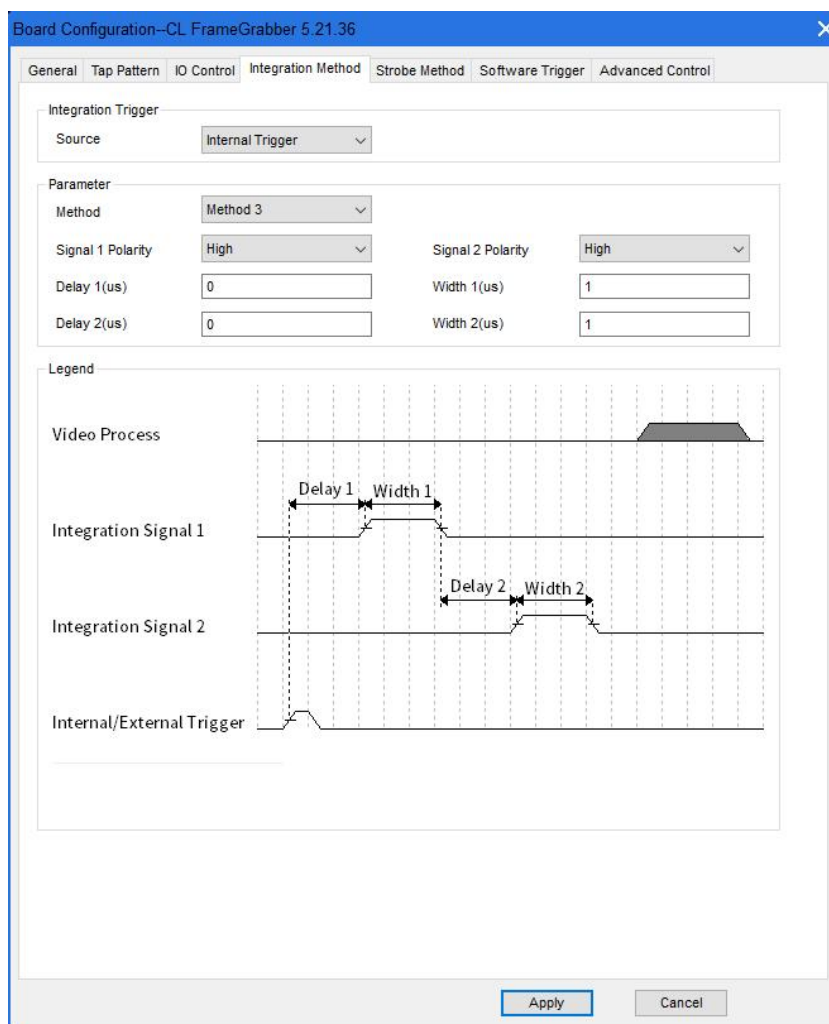 Board Configuration--CL FrameGrabber 5.21.36
General Tap Pattern IO Control Integration Method Strobe Method Software Trigger Advanced Control
Integration Trigger
Source Internal Trigger
Parameter
Method Method 3
Signal 1 Polarity High Signal 2 Polarity High
Delay 1(us) 0 Width 1(us) 1
Delay 2(us) 0 Width 2(us) 1
Legend
Video Process
Delay 1 Width 1
Integration Signal 1
Delay 2 Width 2
Integration Signal 2
Internal/External Trigger
Apply Cancel